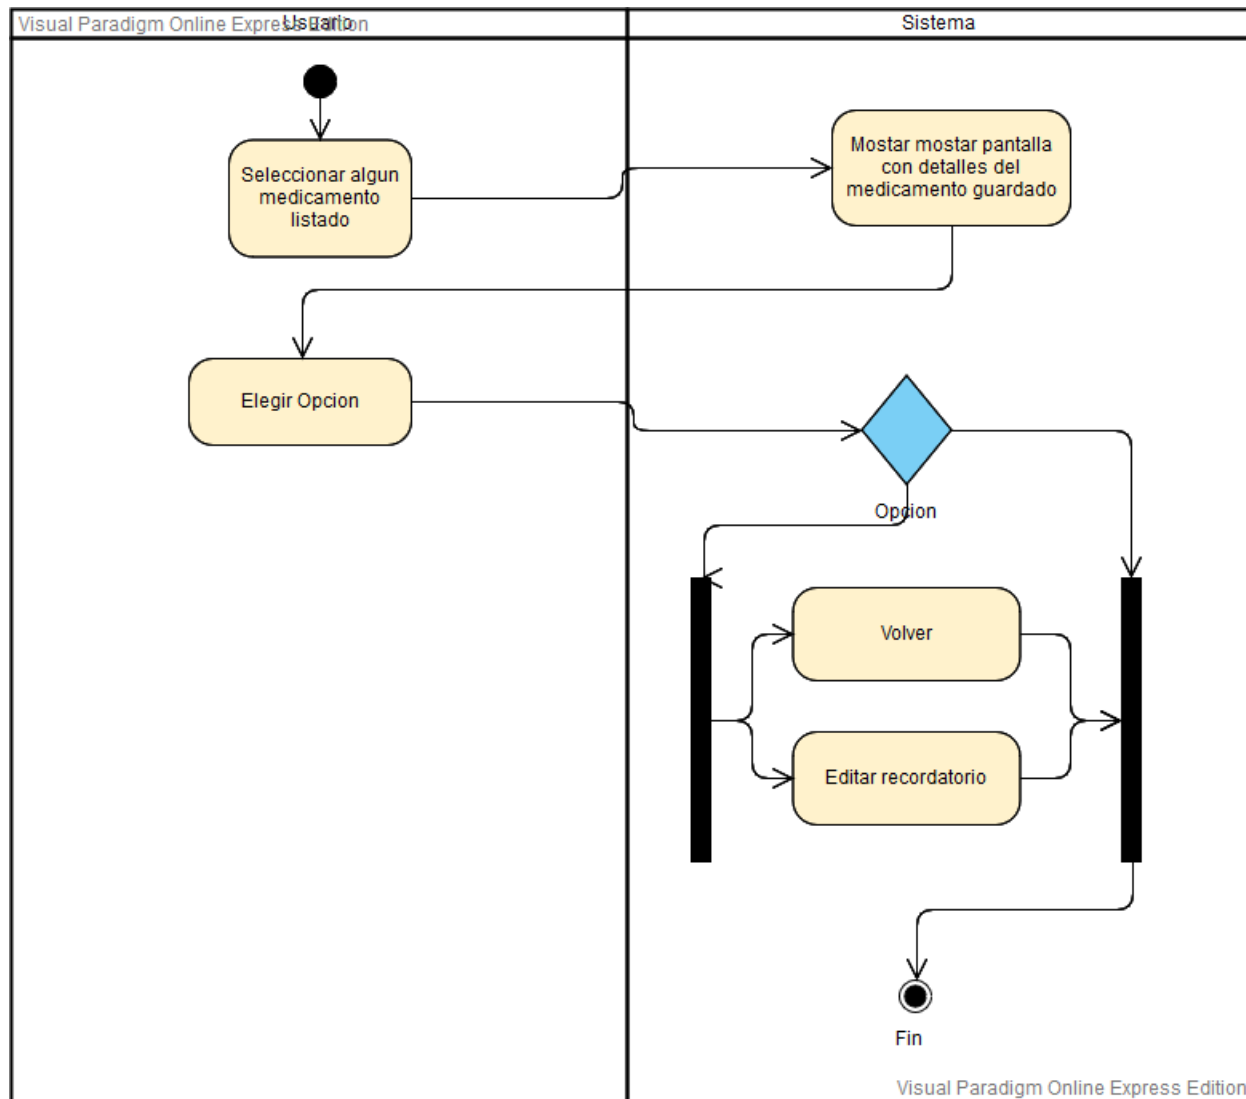 Visual Paradigm Online Express Edition
Usuario
Sistema
Seleccionar algun
medicamento
listado
Mostar mostar pantalla
con detalles del
medicamento guardado
Elegir Opcion
Opcion
Volver
Editar recordatorio
Fin
Visual Paradigm Online Express Edition